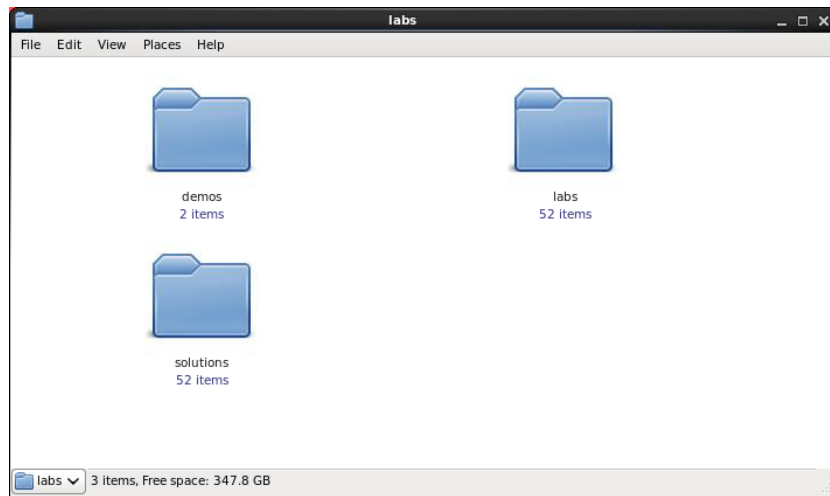 labs
File Edit View Places Help
demos
2 items
labs
52 items
solutions
52 items
labs 3 items, Free space: 347.8 GB